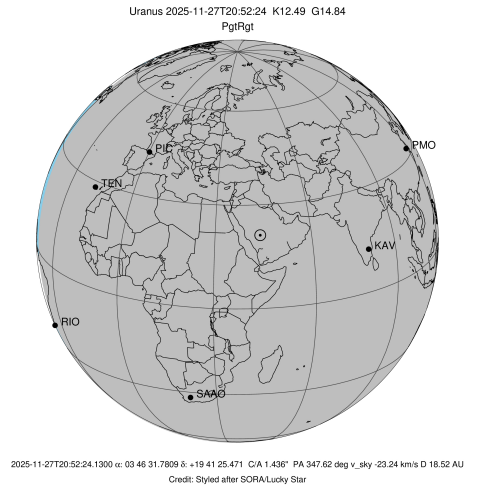 Uranus 2025-11-27T20:52:24 K12.49 G14.84
PgtRgt
PIC
PMO
TEN
KAV
RIO
SAAO
2025-11-27T20:52:24.1300 α: 03 46 31.7809 δ: +19 41 25.471 C/A 1.436" PA 347.62 deg v_sky -23.24 km/s D 18.52 AU
Credit: Styled after SORA/Lucky Star